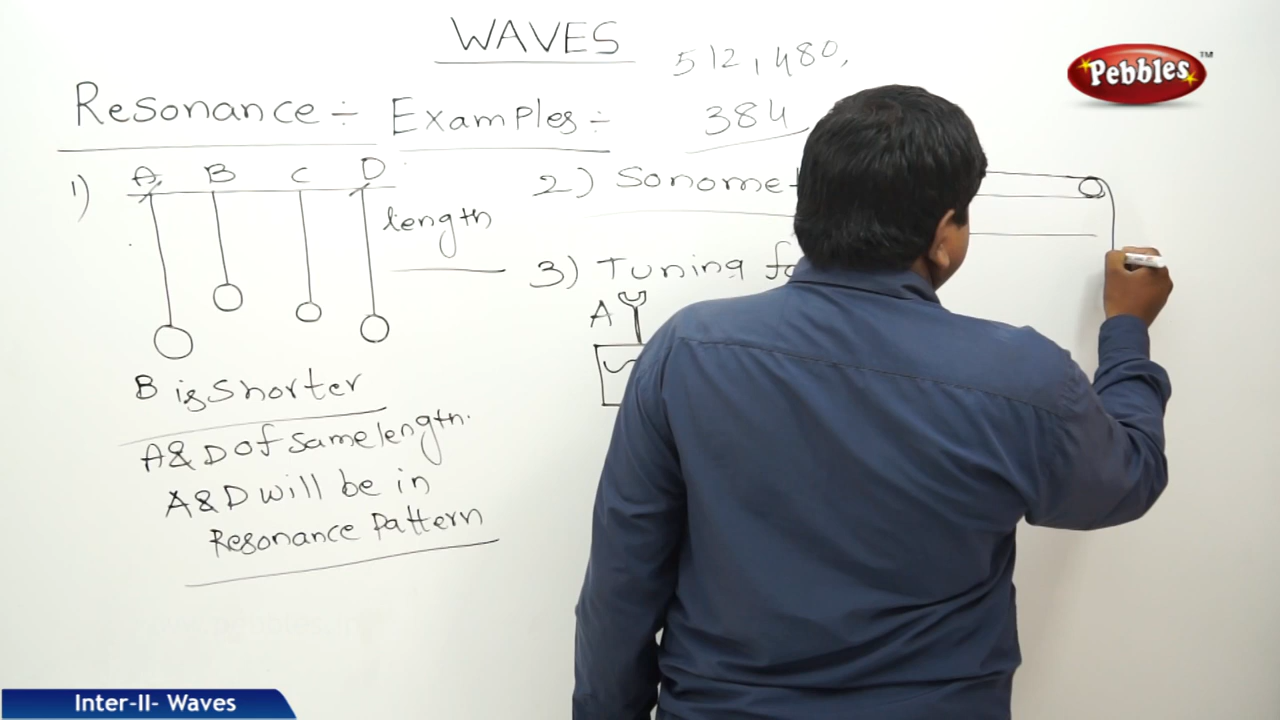 WAVES
512, 480,
384
Resonance ÷ Examples ÷
1) A B C D
length
2) Sonomet
3) Tuning fo
A
B is shorter
A & D of same length.
A & D will be in
Resonance Pattern
Pebbles™
Inter-II- Waves